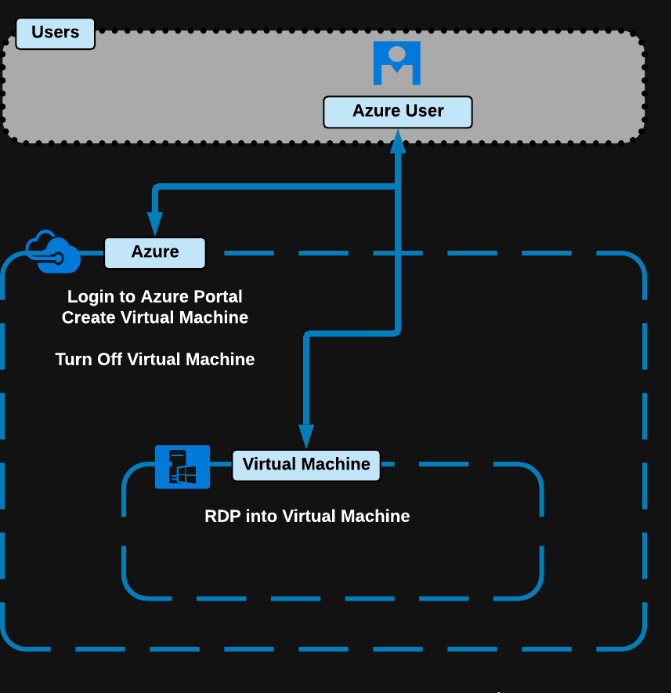 Users
Azure User
Azure
Login to Azure Portal
Create Virtual Machine
Turn Off Virtual Machine
Virtual Machine
RDP into Virtual Machine